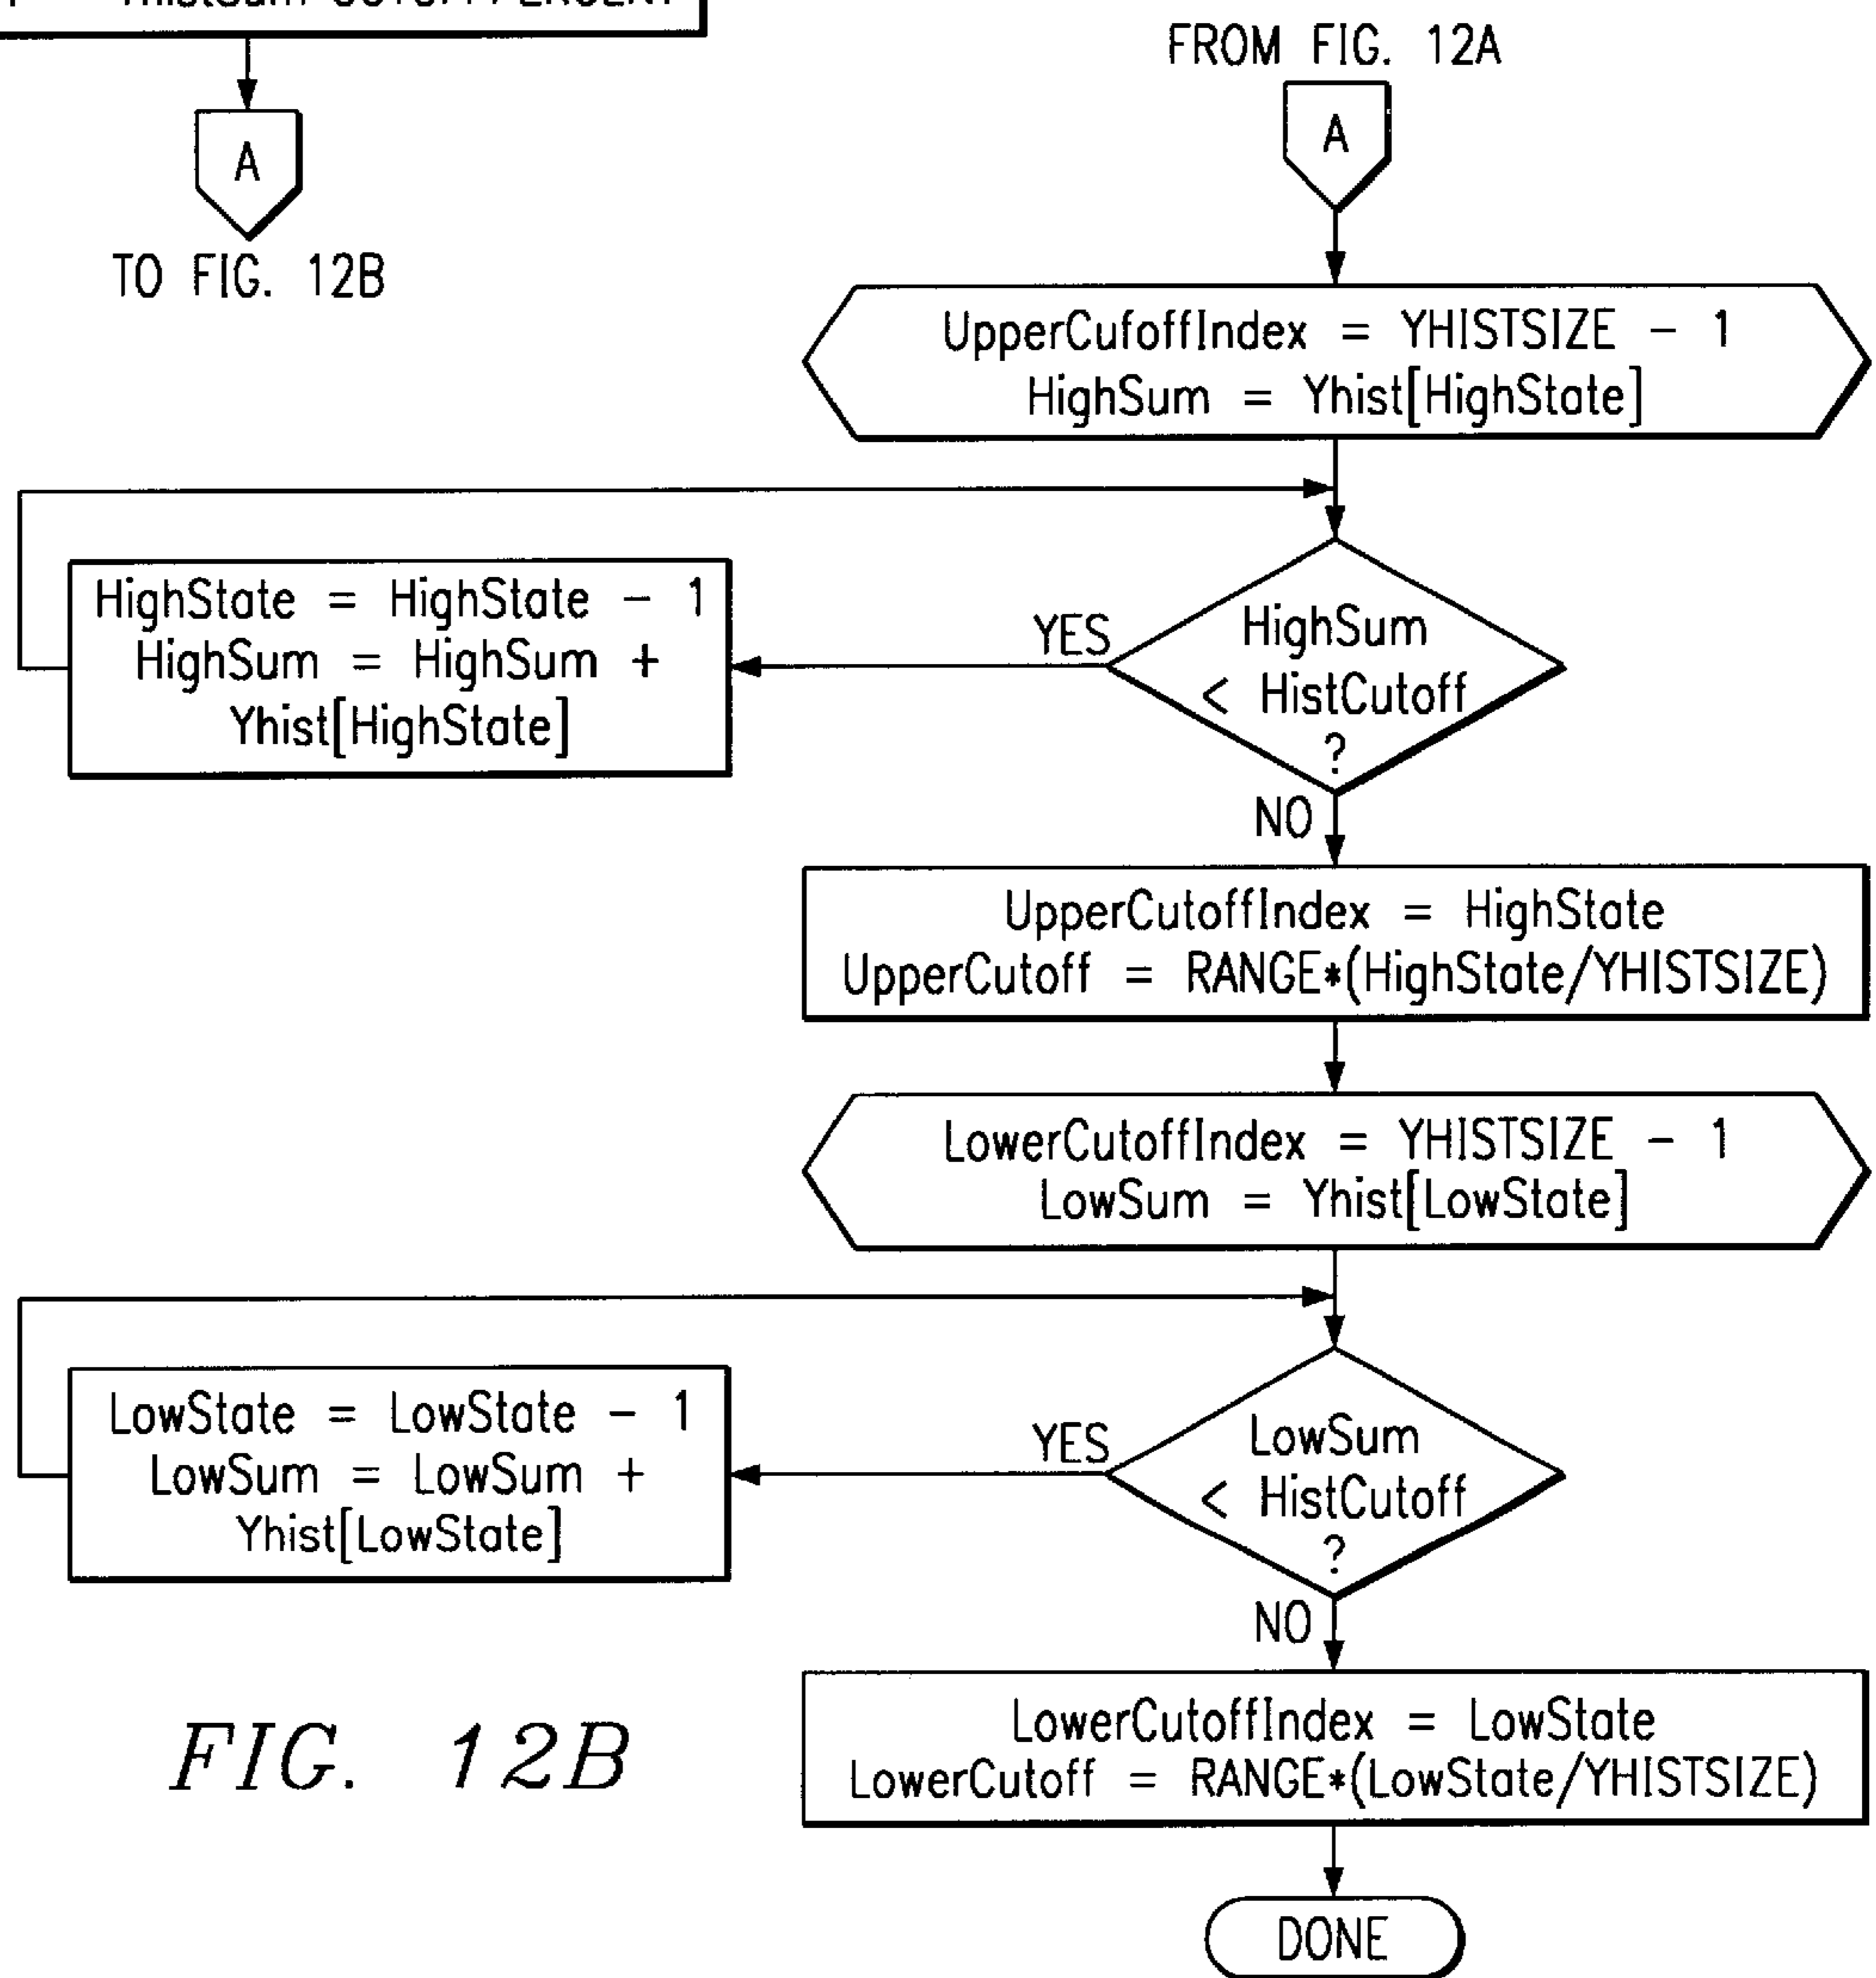 A
TO FIG. 12B
FROM FIG. 12A
A
UpperCufoffIndex = YHISTSIZE - 1
HighSum = Yhist[HighState]
HighState = HighState - 1
HighSum = HighSum +
Yhist[HighState]
YES
HighSum
< HistCutoff
?
NO
UpperCutoffIndex = HighState
UpperCutoff = RANGE*(HighState/YHISTSIZE)
LowerCutoffIndex = YHISTSIZE - 1
LowSum = Yhist[LowState]
LowState = LowState - 1
LowSum = LowSum +
Yhist[LowState]
YES
LowSum
< HistCutoff
?
NO
LowerCutoffIndex = LowState
LowerCutoff = RANGE*(LowState/YHISTSIZE)
DONE
FIG. 12B